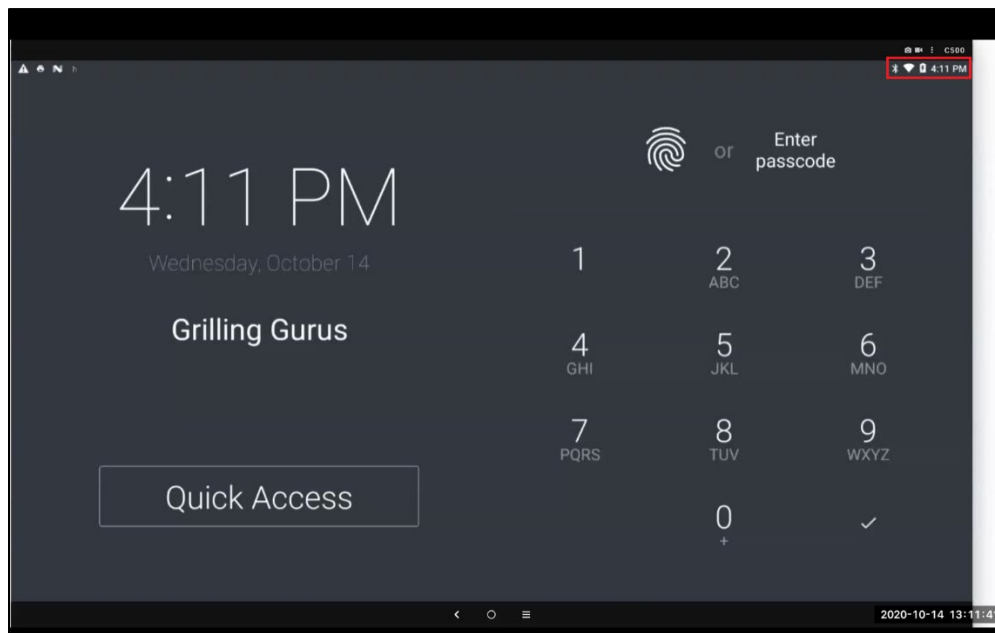 C500
4:11 PM
4:11 PM
Wednesday, October 14
Grilling Gurus
Quick Access
or
Enter
passcode
1
2
ABC
3
DEF
4
GHI
5
JKL
6
MNO
7
PQRS
8
TUV
9
WXYZ
0
+
2020-10-14 13:11:4